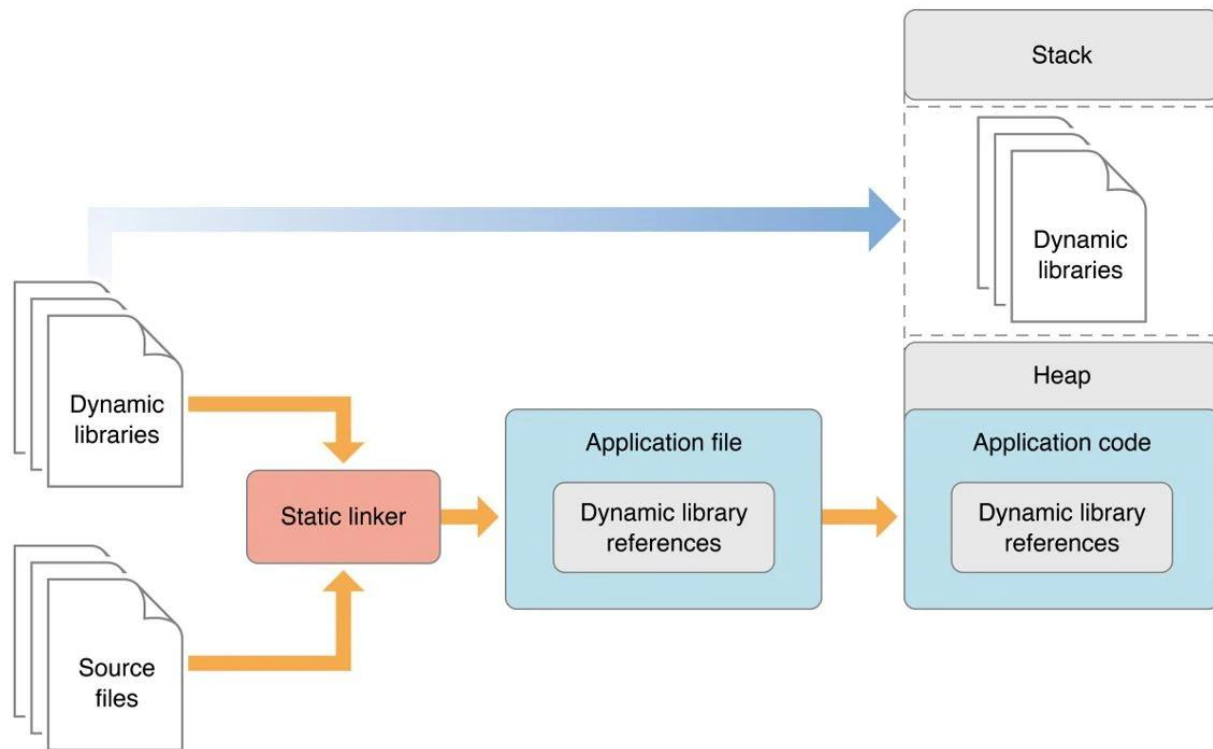 Stack
Dynamic
libraries
Heap
Dynamic
libraries
Application file
Application code
Static linker
Dynamic library
references
Dynamic library
references
Source
files